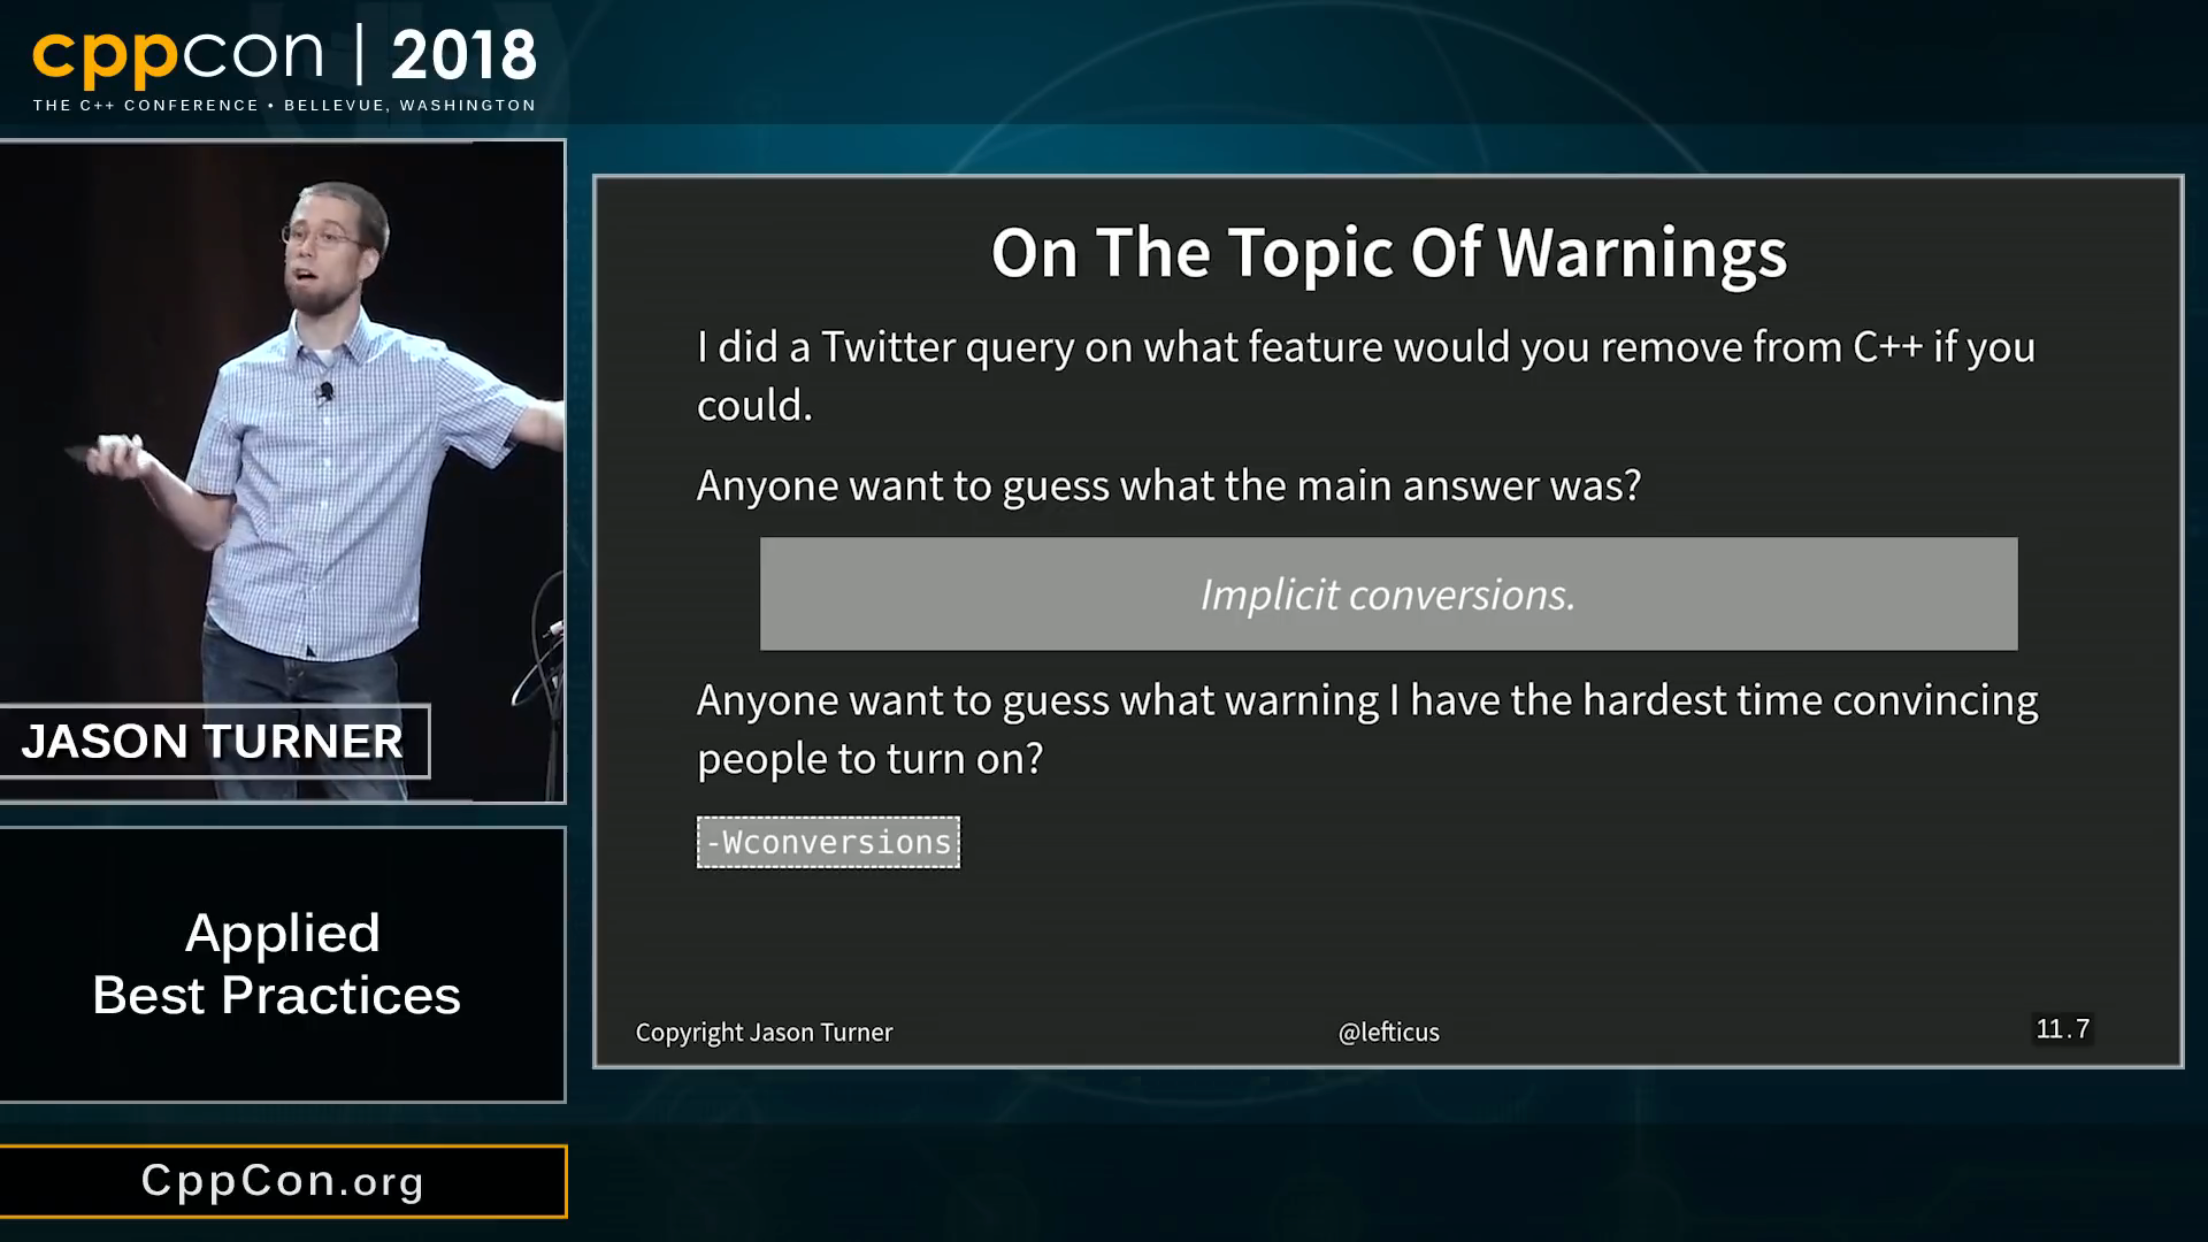 cppcon | 2018
THE C++ CONFERENCE • BELLEVUE, WASHINGTON
JASON TURNER
Applied
Best Practices
CppCon.org
On The Topic Of Warnings
I did a Twitter query on what feature would you remove from C++ if you
could.
Anyone want to guess what the main answer was?
Implicit conversions.
Anyone want to guess what warning I have the hardest time convincing
people to turn on?
-Wconversions
Copyright Jason Turner
@lefticus
11.7